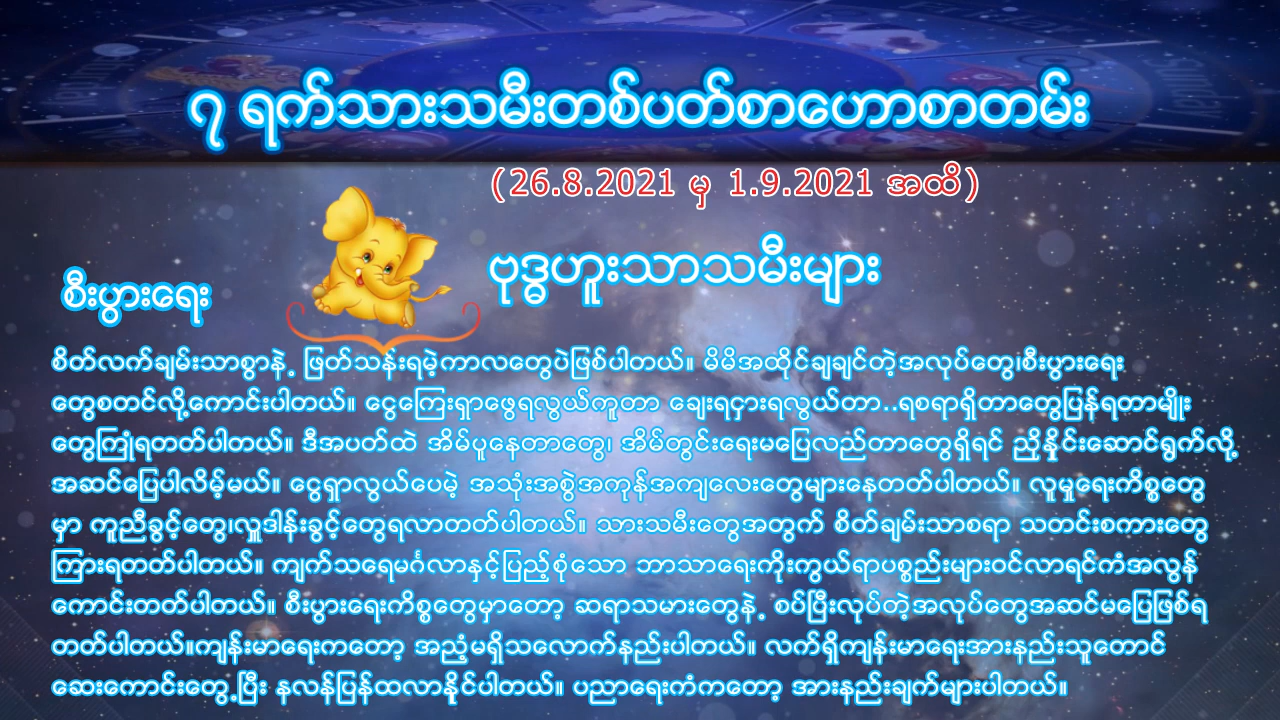 ၇ ရက်သားသမီးတစ်ပတ်စာဟောစာတမ်း
(26.8.2021 မှ 1.9.2021 အထိ)
ဗုဒ္ဓဟူးသာသမီးများ
စီးပွားရေး
စိတ်လက်ချမ်းသာစွာနဲ့ ဖြတ်သန်းရမဲ့ကာလတွေပဲဖြစ်ပါတယ်။ မိမိအထိုင်ချချင်တဲ့အလုပ်တွေ၊စီးပွားရေး
တွေစတင်လို့ကောင်းပါတယ်။ ငွေကြေးရှာဖွေရလွယ်ကူတာ ချေးရငှားရလွယ်တာ..ရစရာရှိတာတွေပြန်ရတာမျိုး
တွေကြုံရတတ်ပါတယ်။ ဒီအပတ်ထဲ အိမ်ပူနေတာတွေ၊ အိမ်တွင်းရေးမပြေလည်တာတွေရှိရင် ညှိနှိုင်းဆောင်ရွက်လို့
အဆင်ပြေပါလိမ့်မယ်။ ငွေရှာလွယ်ပေမဲ့ အသုံးအစွဲအကုန်အကျလေးတွေများနေတတ်ပါတယ်။ လူမှုရေးကိစ္စတွေ
မှာ ကူညီခွင့်တွေ၊လှူဒါန်းခွင့်တွေရလာတတ်ပါတယ်။ သားသမီးတွေအတွက် စိတ်ချမ်းသာစရာ သတင်းစကားတွေ
ကြားရတတ်ပါတယ်။ ကျက်သရေမင်္ဂလာနှင့်ပြည့်စုံသော ဘာသာရေးကိုးကွယ်ရာပစ္စည်းများဝင်လာရင်ကံအလွန်
ကောင်းတတ်ပါတယ်။ စီးပွားရေးကိစ္စတွေမှာတော့ ဆရာသမားတွေနဲ့ စပ်ပြီးလုပ်တဲ့အလုပ်တွေအဆင်မပြေဖြစ်ရ
တတ်ပါတယ်။ကျန်းမာရေးကတော့ အညံ့မရှိသလောက်နည်းပါတယ်။ လက်ရှိကျန်းမာရေးအားနည်းသူတောင်
ဆေးကောင်းတွေ့ပြီး နလန်ပြန်ထလာနိုင်ပါတယ်။ ပညာရေးကံကတော့ အားနည်းချက်များပါတယ်။